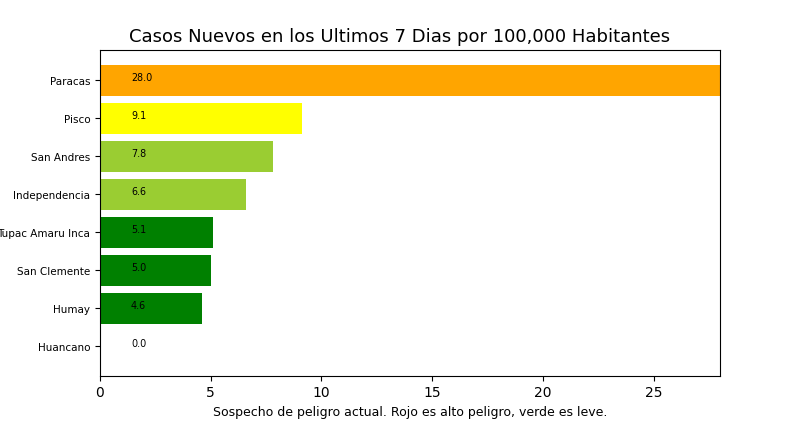 Casos Nuevos en los Ultimos 7 Dias por 100,000 Habitantes
Paracas 28.0
Pisco 9.1
San Andres 7.8
Independencia 6.6
Tupac Amaru Inca 5.1
San Clemente 5.0
Humay 4.6
Huancano 0.0
0 5 10 15 20 25
Sospecho de peligro actual. Rojo es alto peligro, verde es leve.